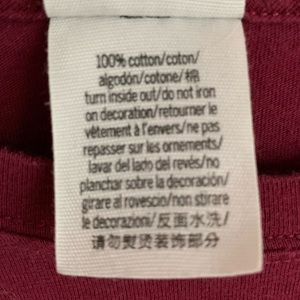 100% cotton/coton/
algodón/cotone/棉
turn inside out/do not iron
on decoration/retourner le
vêtement à l'envers/ne pas
repasser sur les ornements/
lavar del lado del revés/no
planchar sobre la decoración/
girare al rovescio/non stirare
le decorazioni/反面水洗/
请勿熨烫装饰部分